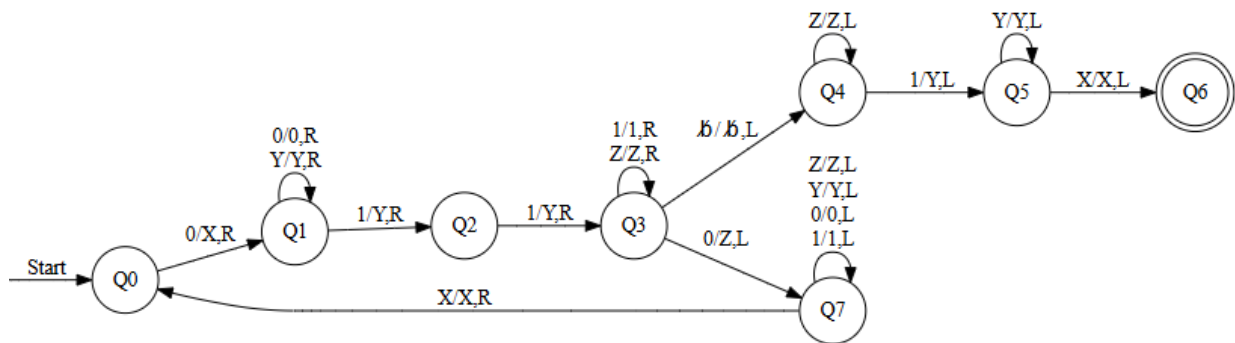 Z/Z,L
Y/Y,L
Q4
1/Y,L
Q5
X/X,L
Q6
0/0,R
Y/Y,R
1/1,R
Z/Z,R
ƀ/ƀ,L
Z/Z,L
Y/Y,L
0/0,L
1/1,L
Q1
1/Y,R
Q2
1/Y,R
Q3
0/X,R
0/Z,L
Start
Q0
X/X,R
Q7